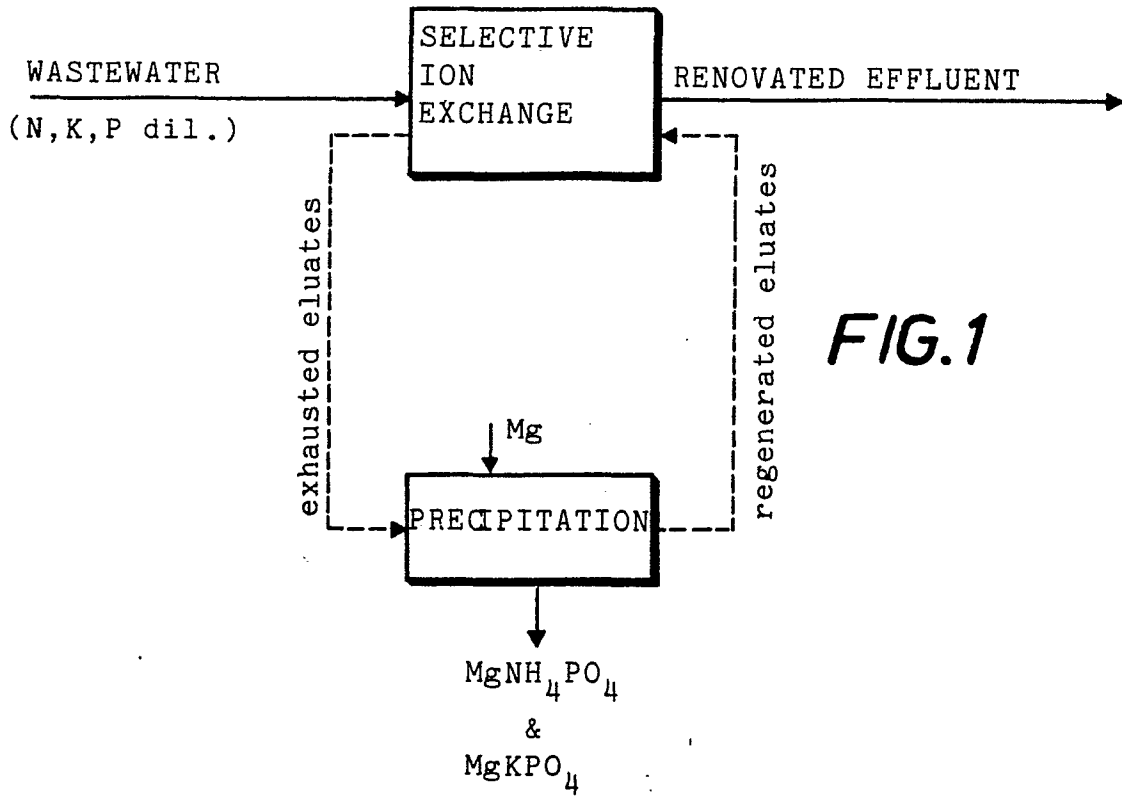 SELECTIVE
ION
EXCHANGE
WASTEWATER
(N,K,P dil.)
RENOVATED EFFLUENT
exhausted eluates
regenerated eluates
FIG.1
Mg
PRECIPITATION
MgNH₄PO₄
&
MgKPO₄